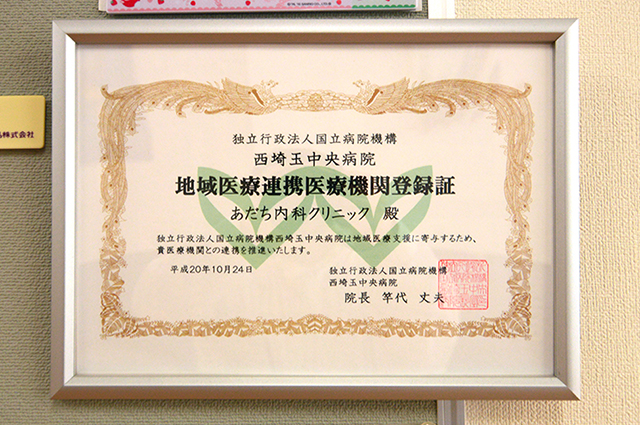 独立行政法人国立病院機構
西埼玉中央病院
地域医療連携医療機関登録証
あだち内科クリニック 殿
独立行政法人国立病院機構西埼玉中央病院は地域医療支援に寄与するため、
貴医療機関との連携を推進いたします。
平成20年10月24日
独立行政法人国立病院機構
西埼玉中央病院
院長 竿代 丈夫
株式会社